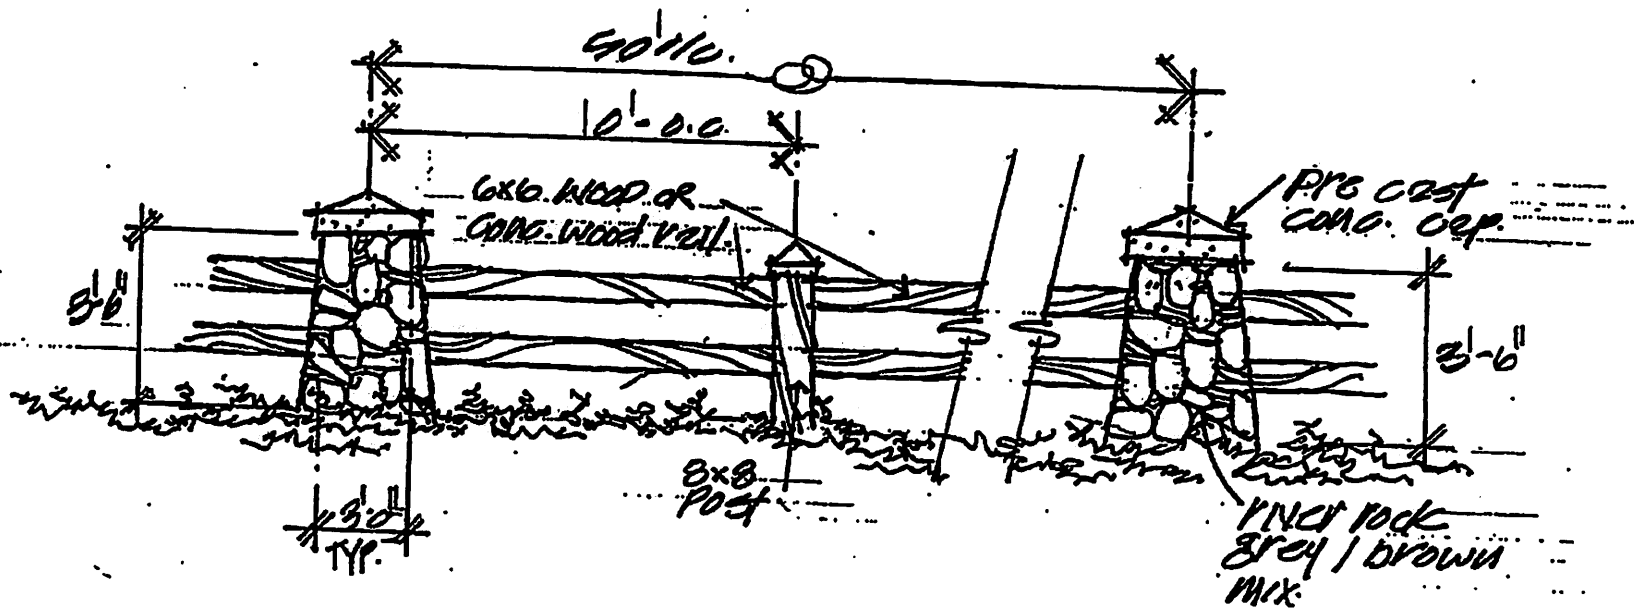 50' o/c.
10'-o.c.
6x6 wood or
conc. wood rail.
pre cast
conc. cap.
3'-6"
3'-6"
8x8
post
3'.0"
TYP.
river rock
grey / brown
mix.